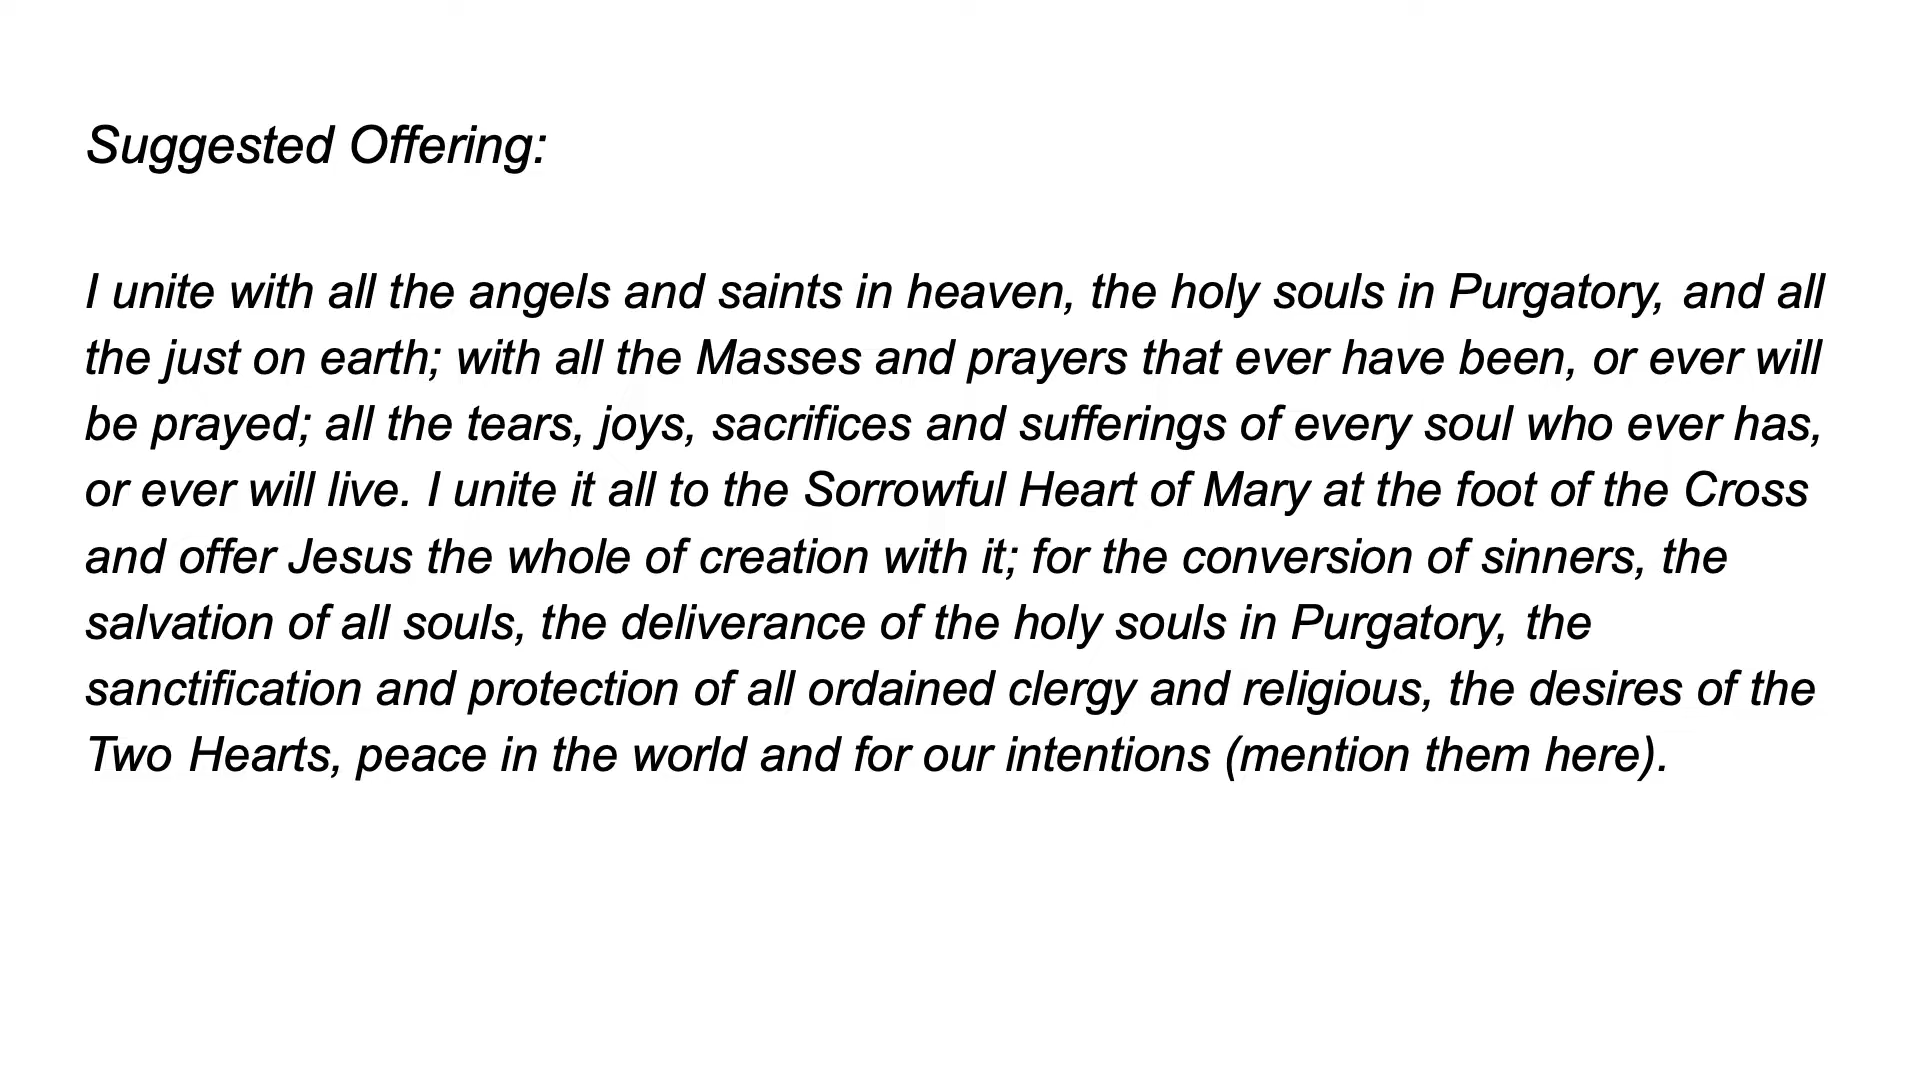 Suggested Offering:
I unite with all the angels and saints in heaven, the holy souls in Purgatory, and all
the just on earth; with all the Masses and prayers that ever have been, or ever will
be prayed; all the tears, joys, sacrifices and sufferings of every soul who ever has,
or ever will live. I unite it all to the Sorrowful Heart of Mary at the foot of the Cross
and offer Jesus the whole of creation with it; for the conversion of sinners, the
salvation of all souls, the deliverance of the holy souls in Purgatory, the
sanctification and protection of all ordained clergy and religious, the desires of the
Two Hearts, peace in the world and for our intentions (mention them here).